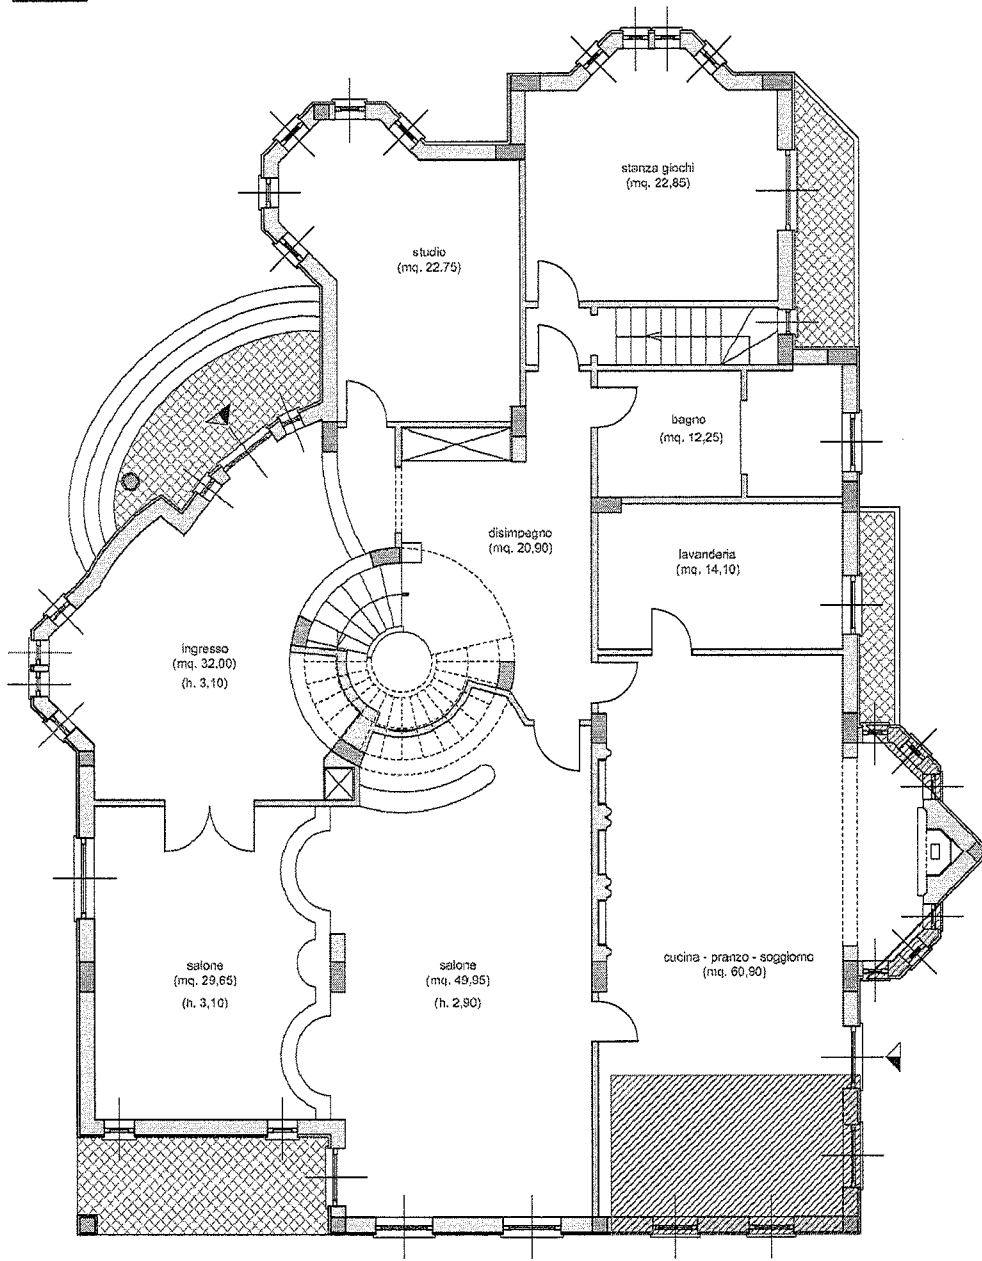 stanza giochi
(mq. 22,85)
studio
(mq. 22.75)
bagno
(mq. 12,25)
disimpegno
(mq. 20,90)
lavanderia
(mq. 14,10)
ingresso
(mq. 32.00)
(h. 3,10)
salone
(mq. 29,65)
(h. 3,10)
salone
(mq. 49,95)
(h. 2,90)
cucina - pranzo - soggiorno
(mq. 60,90)